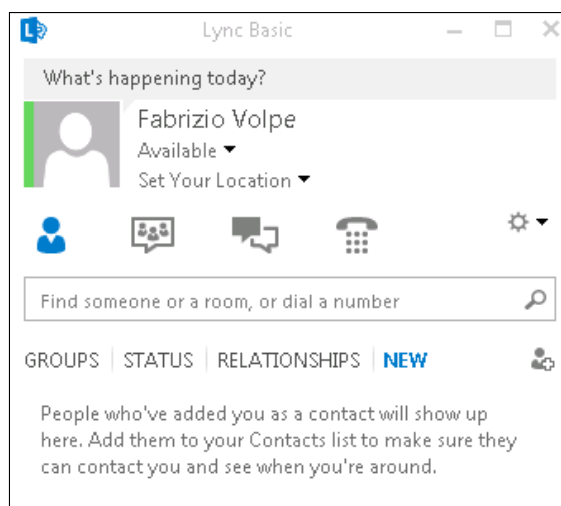 Lync Basic
What's happening today?
Fabrizio Volpe
Available
Set Your Location
Find someone or a room, or dial a number
GROUPS STATUS RELATIONSHIPS NEW
People who've added you as a contact will show up
here. Add them to your Contacts list to make sure they
can contact you and see when you're around.